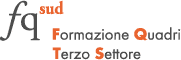 fq sud
Formazione Quadri
Terzo Settore